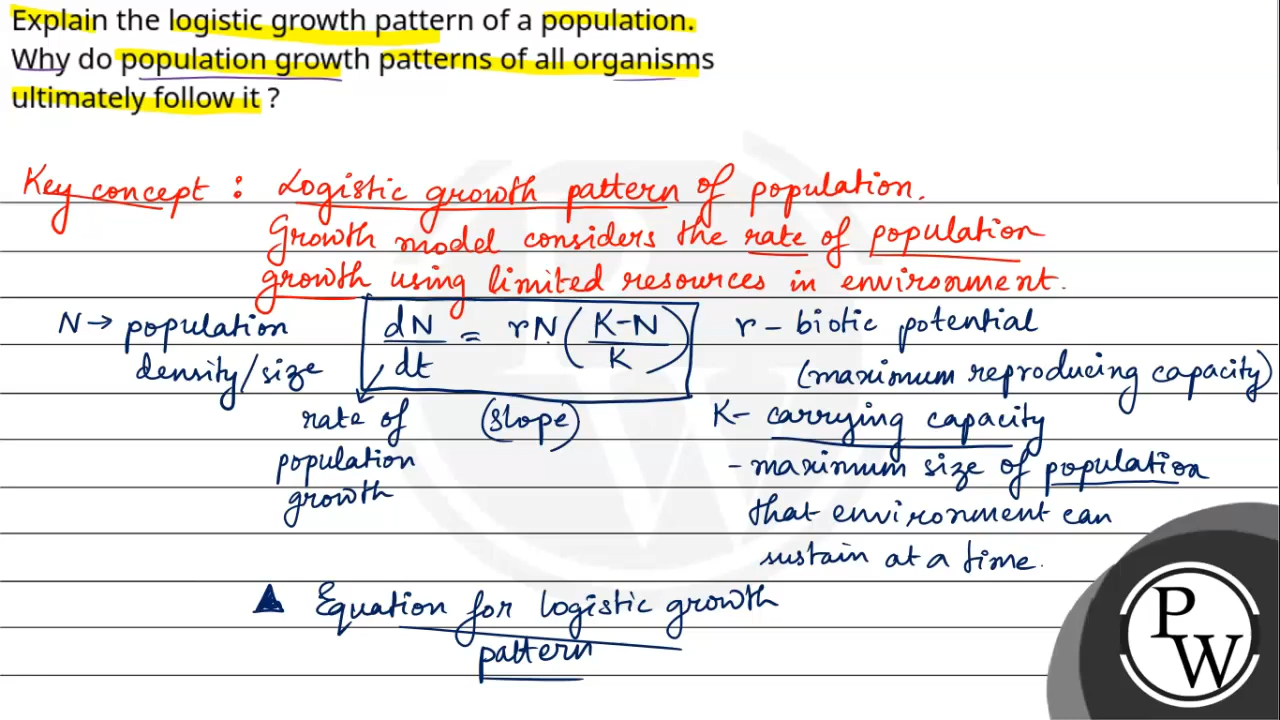 Explain the logistic growth pattern of a population.
Why do population growth patterns of all organisms
ultimately follow it ?
Key concept : Logistic growth pattern of population.
Growth model considers the rate of population
growth using limited resources in environment.
N → population
density/size
dN/dt = rN (K-N/K)
rate of
population
growth
(slope)
r - biotic potential
(maximum reproducing capacity)
K- carrying capacity
- maximum size of population
that environment can
sustain at a time.
▲ Equation for logistic growth
pattern
P
W